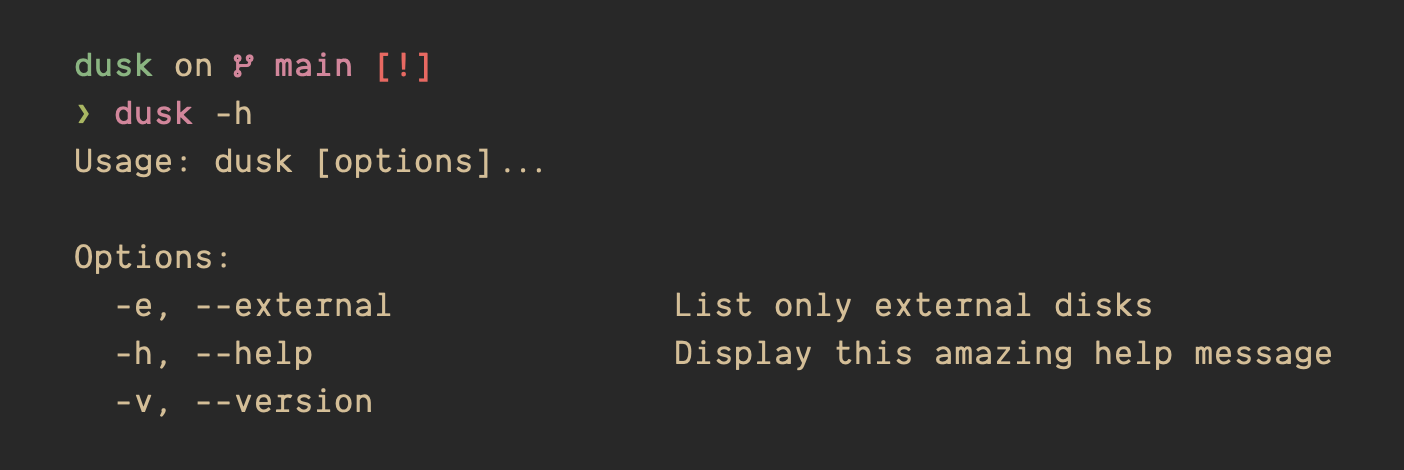 dusk on main [!]
❯ dusk -h
Usage: dusk [options]...
Options:
-e, --external List only external disks
-h, --help Display this amazing help message
-v, --version